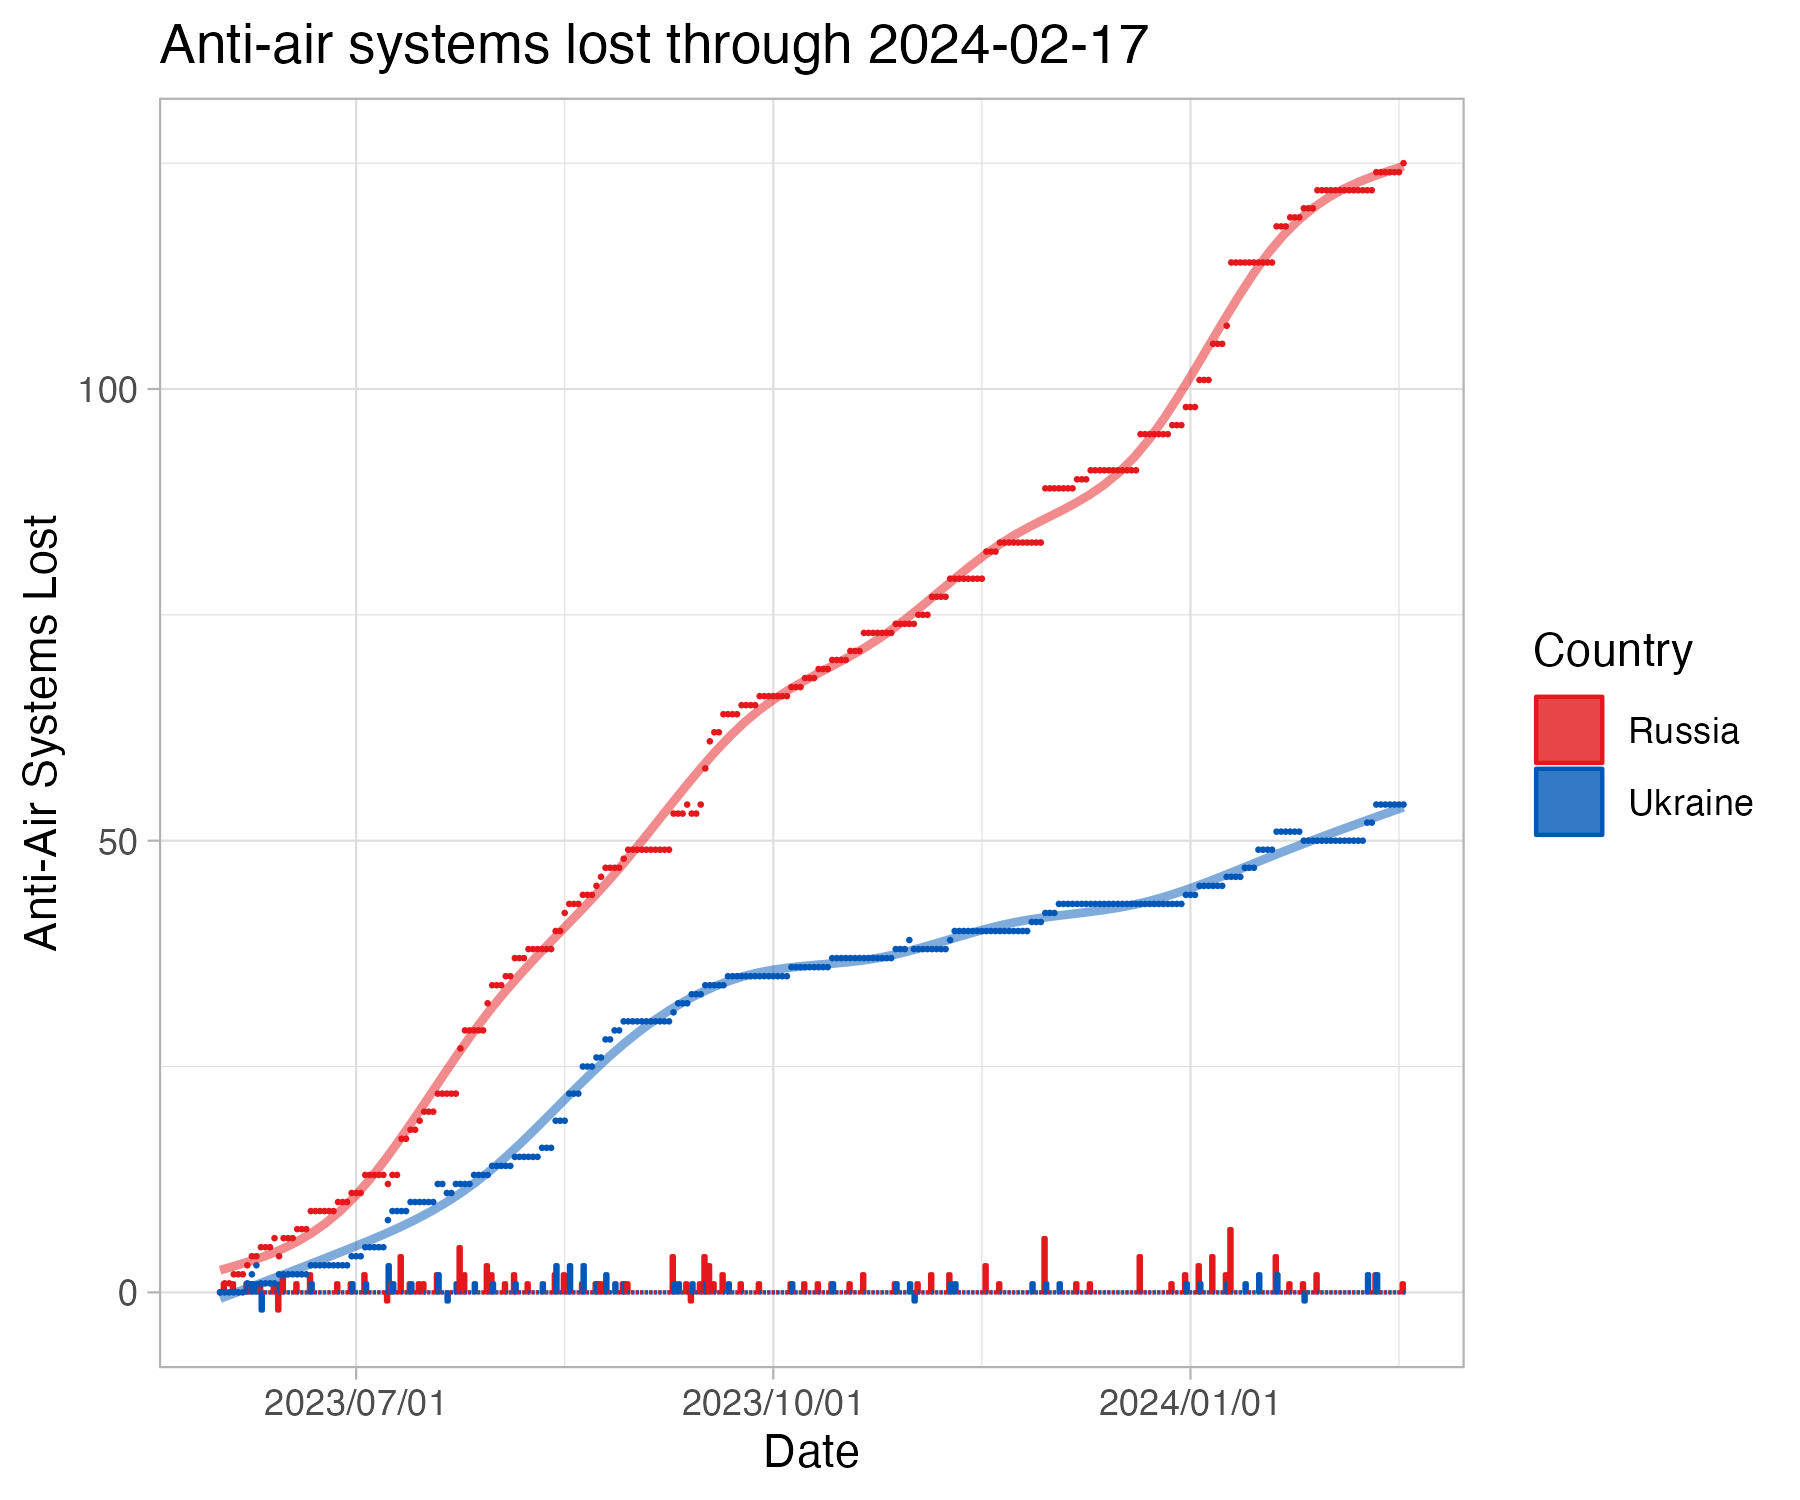 Anti-air systems lost through 2024-02-17
Anti-Air Systems Lost
100
50
0
2023/07/01
2023/10/01
2024/01/01
Date
Country
Russia
Ukraine